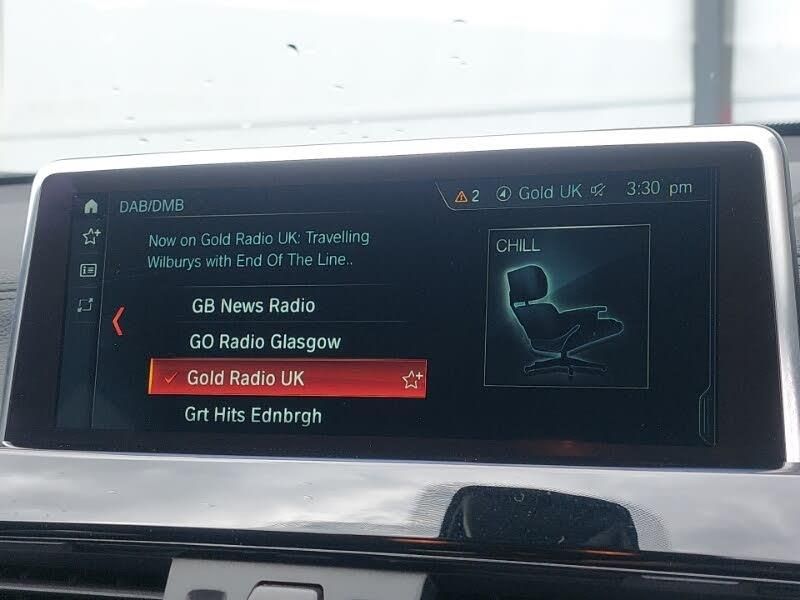 DAB/DMB
2 Gold UK 3:30 pm
Now on Gold Radio UK: Travelling
Wilburys with End Of The Line..
CHILL
GB News Radio
GO Radio Glasgow
Gold Radio UK
Grt Hits Ednbrgh